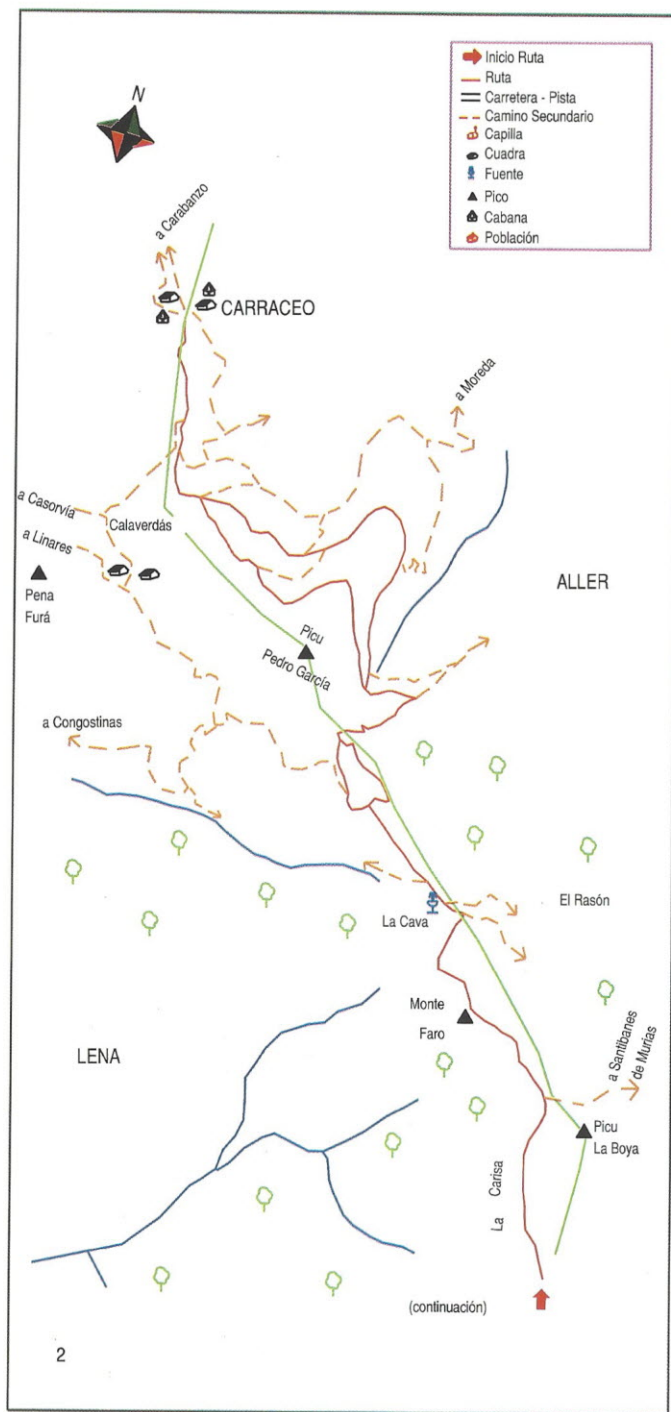 Inicio Ruta
Ruta
Carretera - Pista
Camino Secundario
Capilla
Cuadra
Fuente
Pico
Cabana
Población
N
a Carabanzo
CARRACEO
a Moreda
a Casorvía
Calaverdás
a Linares
Pena
Furá
ALLER
Picu
Pedro García
a Congostinas
El Rasón
La Cava
Monte
Faro
LENA
a Santibanes
de Murías
Picu
La Boya
La Carisa
(continuación)
2